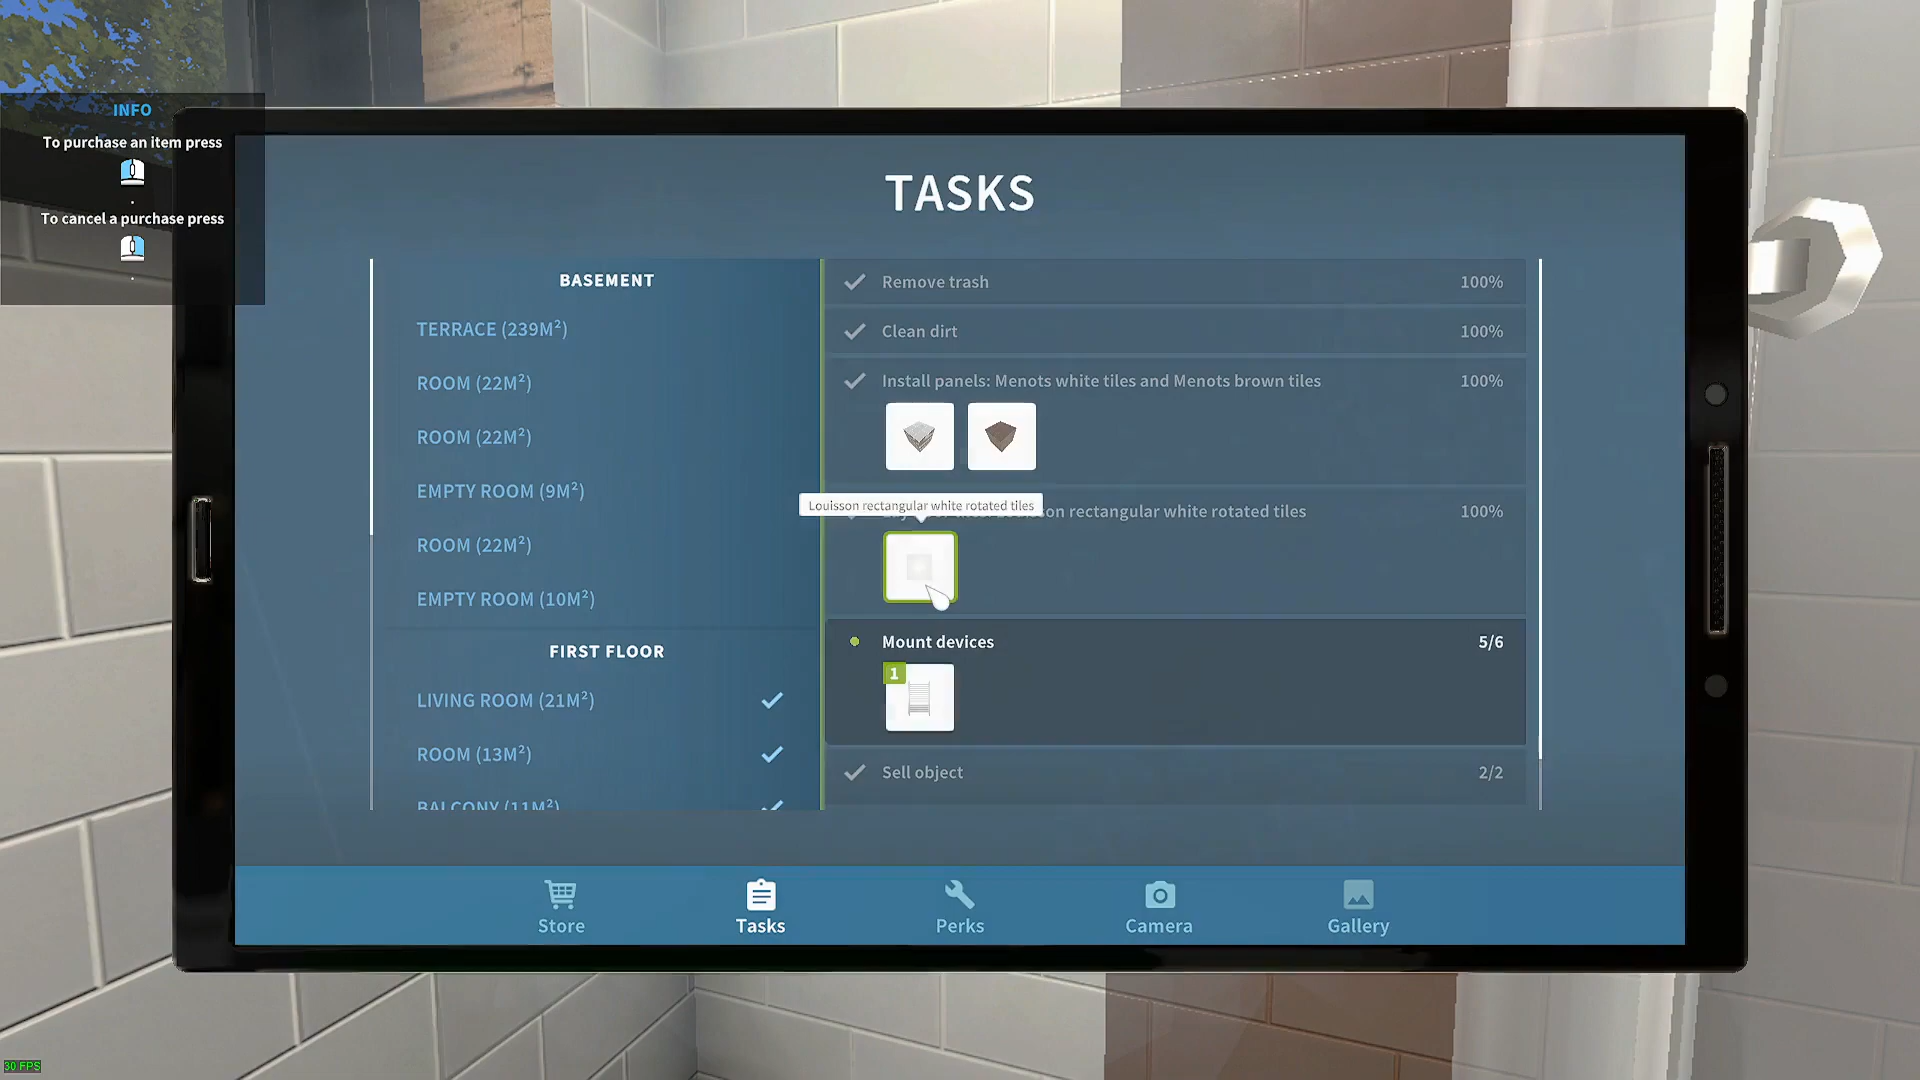 INFO
To purchase an item press
.
To cancel a purchase press
.
TASKS
BASEMENT
TERRACE (239M²)
ROOM (22M²)
ROOM (22M²)
EMPTY ROOM (9M²)
ROOM (22M²)
EMPTY ROOM (10M²)
FIRST FLOOR
LIVING ROOM (21M²)
ROOM (13M²)
BALCONY (11M²)
Remove trash 100%
Clean dirt 100%
Install panels: Menots white tiles and Menots brown tiles 100%
Louisson rectangular white rotated tiles
rectangular white rotated tiles 100%
Mount devices 5/6
1
Sell object 2/2
Store
Tasks
Perks
Camera
Gallery
30 FPS